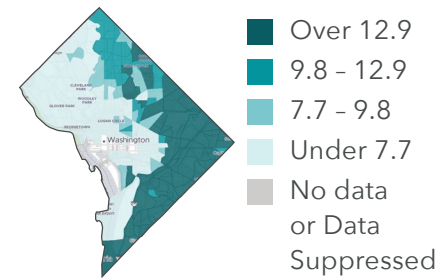 CLEVELAND
PARK
WOODLEY
PARK
GLOVER PARK
GEORGETOWN
LOGAN CIRCLE
Washington
Over 12.9
9.8 – 12.9
7.7 – 9.8
Under 7.7
No data
or Data
Suppressed